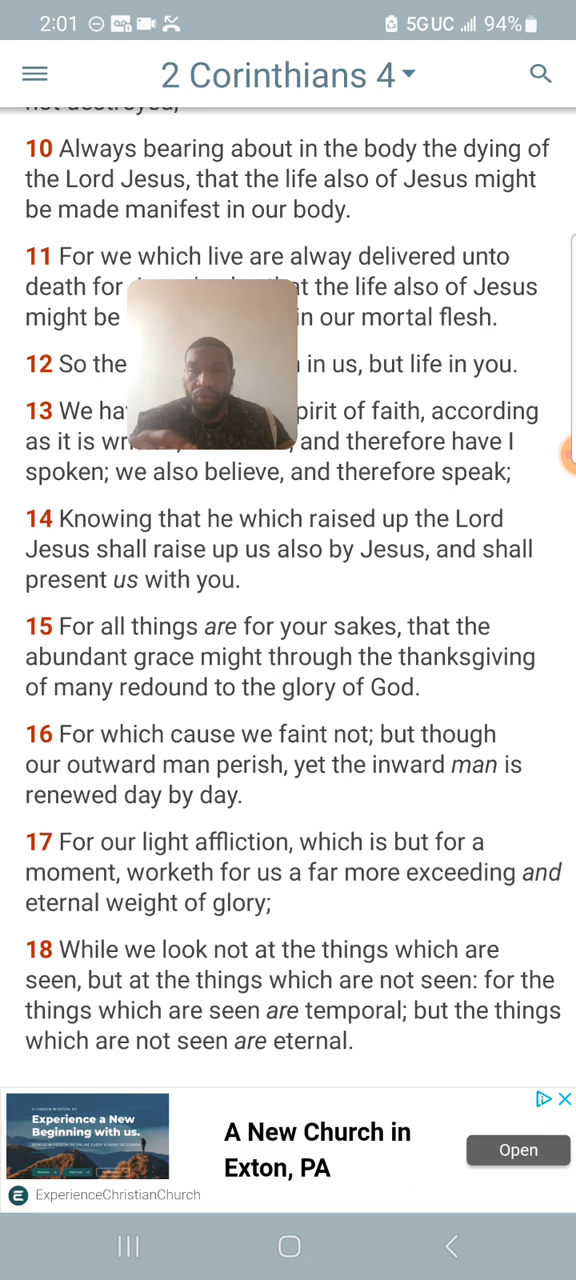 2:01 5G UC 94%
2 Corinthians 4
not destroyed;
10 Always bearing about in the body the dying of
the Lord Jesus, that the life also of Jesus might
be made manifest in our body.
11 For we which live are alway delivered unto
death for that the life also of Jesus
might be in our mortal flesh.
12 So the in us, but life in you.
13 We spirit of faith, according
as it is and therefore have I
spoken; we also believe, and therefore speak;
14 Knowing that he which raised up the Lord
Jesus shall raise up us also by Jesus, and shall
present us with you.
15 For all things are for your sakes, that the
abundant grace might through the thanksgiving
of many redound to the glory of God.
16 For which cause we faint not; but though
our outward man perish, yet the inward man is
renewed day by day.
17 For our light affliction, which is but for a
moment, worketh for us a far more exceeding and
eternal weight of glory;
18 While we look not at the things which are
seen, but at the things which are not seen: for the
things which are seen are temporal; but the things
which are not seen are eternal.
A CHURCH IN EXTON, PA
Experience a New
Beginning with us.
A New Church in
Exton, PA
Open
ExperienceChristianChurch